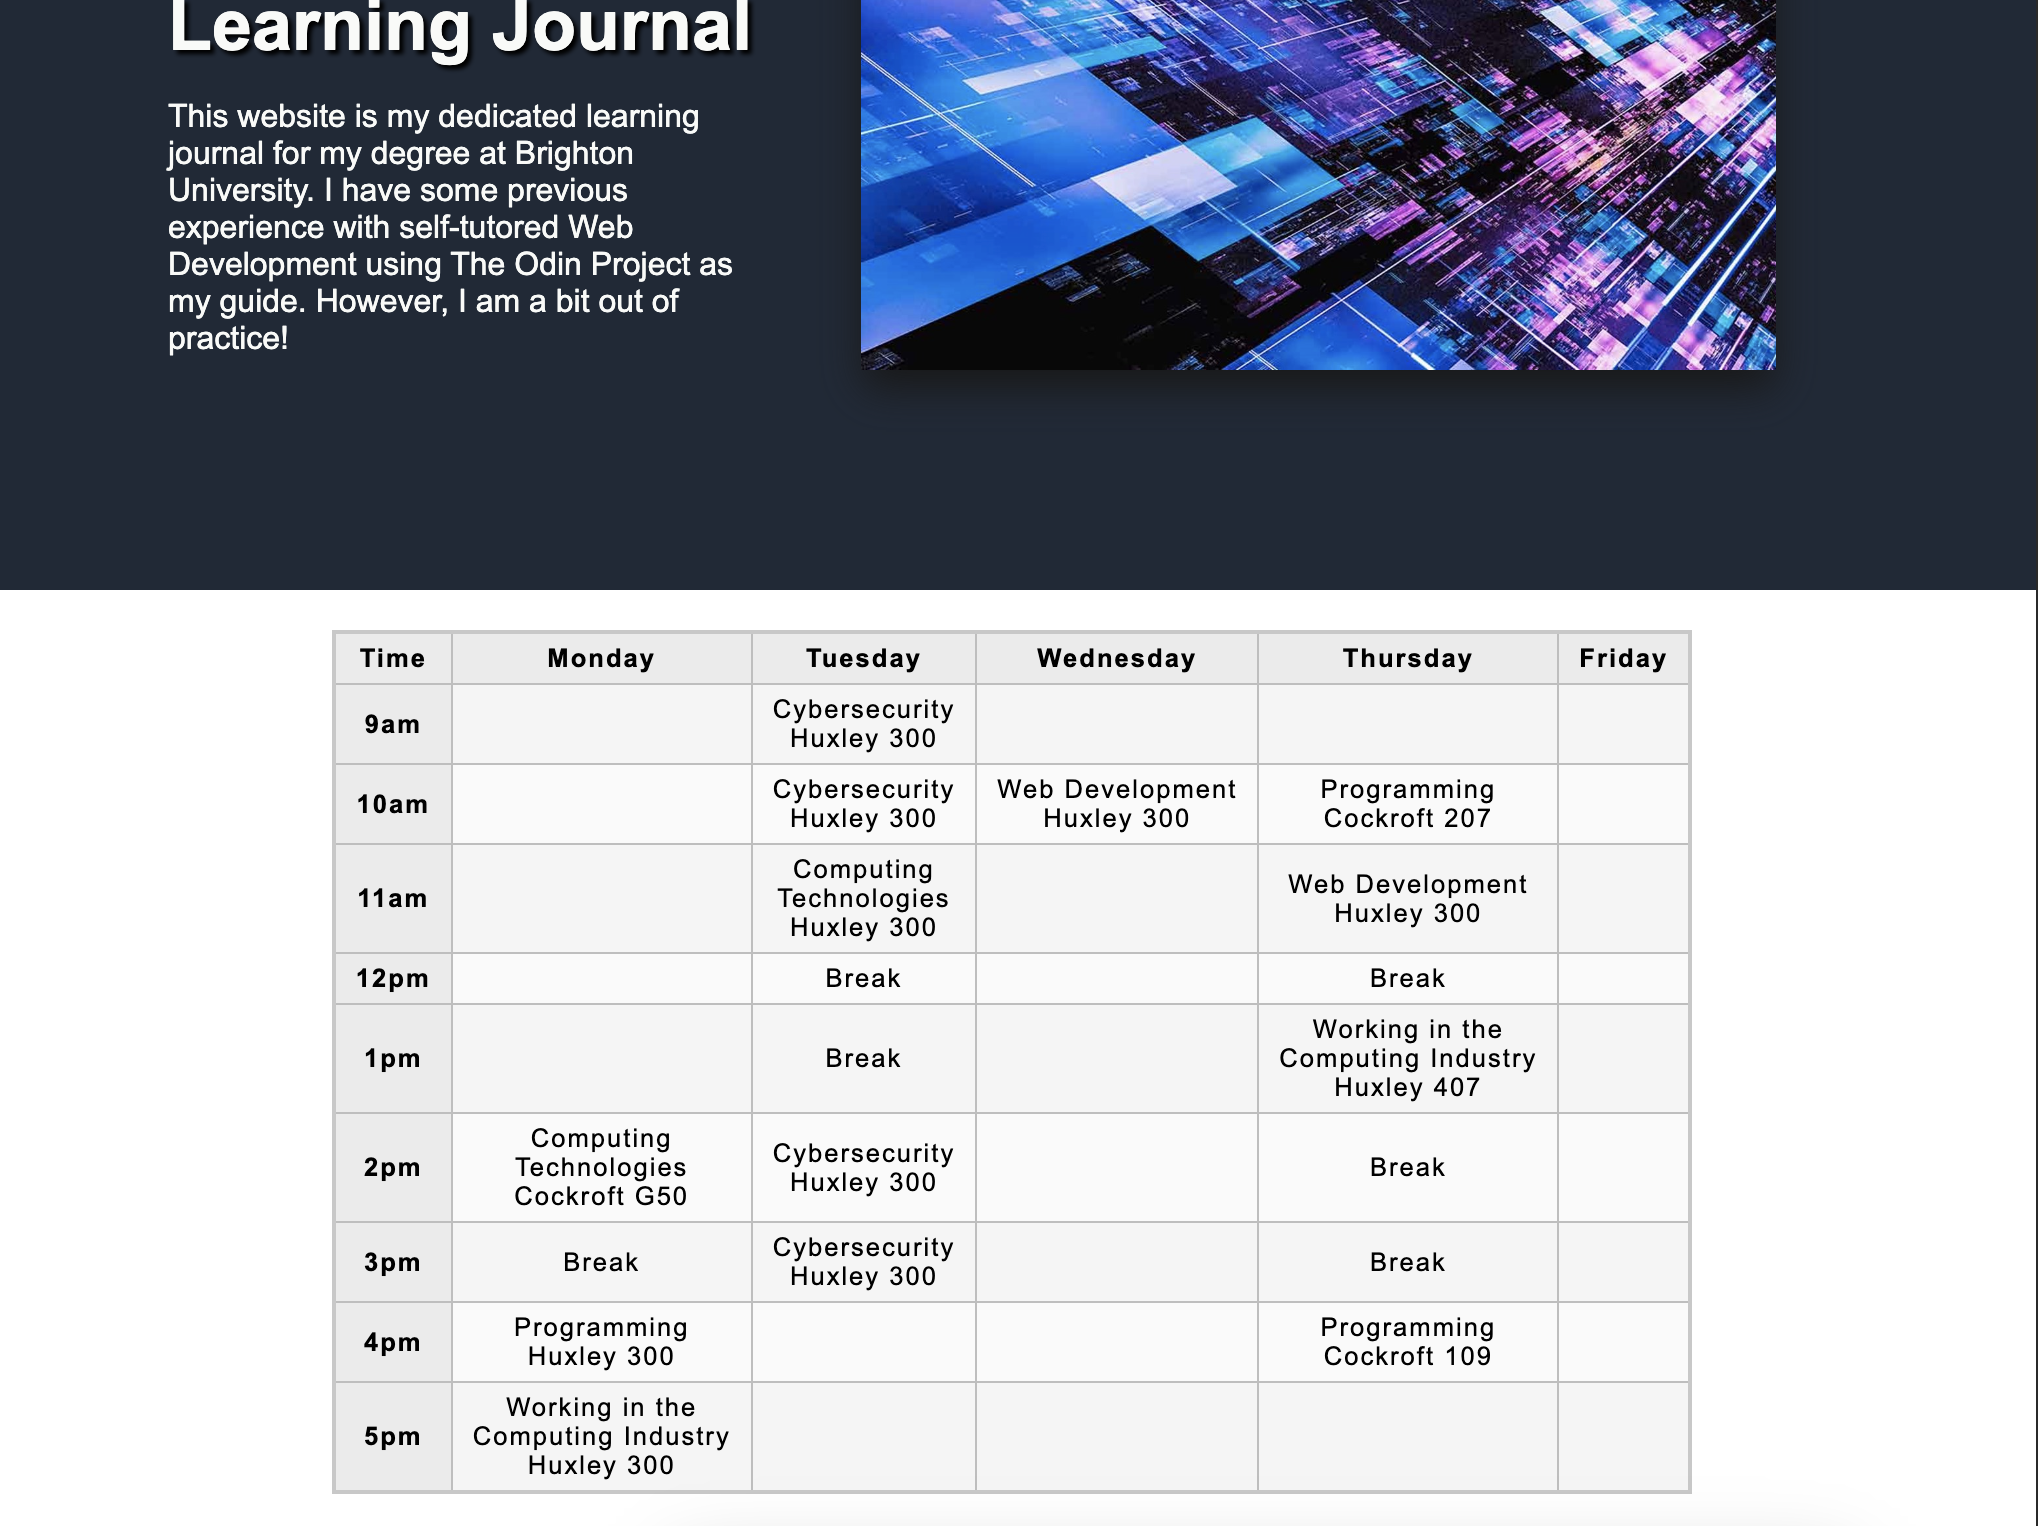 Learning Journal
This website is my dedicated learning
journal for my degree at Brighton
University. I have some previous
experience with self-tutored Web
Development using The Odin Project as
my guide. However, I am a bit out of
practice!
Time Monday Tuesday Wednesday Thursday Friday
9am Cybersecurity
Huxley 300
10am Cybersecurity
Huxley 300
Web Development
Huxley 300
Programming
Cockroft 207
11am Computing
Technologies
Huxley 300
Web Development
Huxley 300
12pm Break Break
1pm Break Working in the
Computing Industry
Huxley 407
2pm Computing
Technologies
Cockroft G50
Cybersecurity
Huxley 300
Break
3pm Break Cybersecurity
Huxley 300
Break
4pm Programming
Huxley 300
Programming
Cockroft 109
5pm Working in the
Computing Industry
Huxley 300